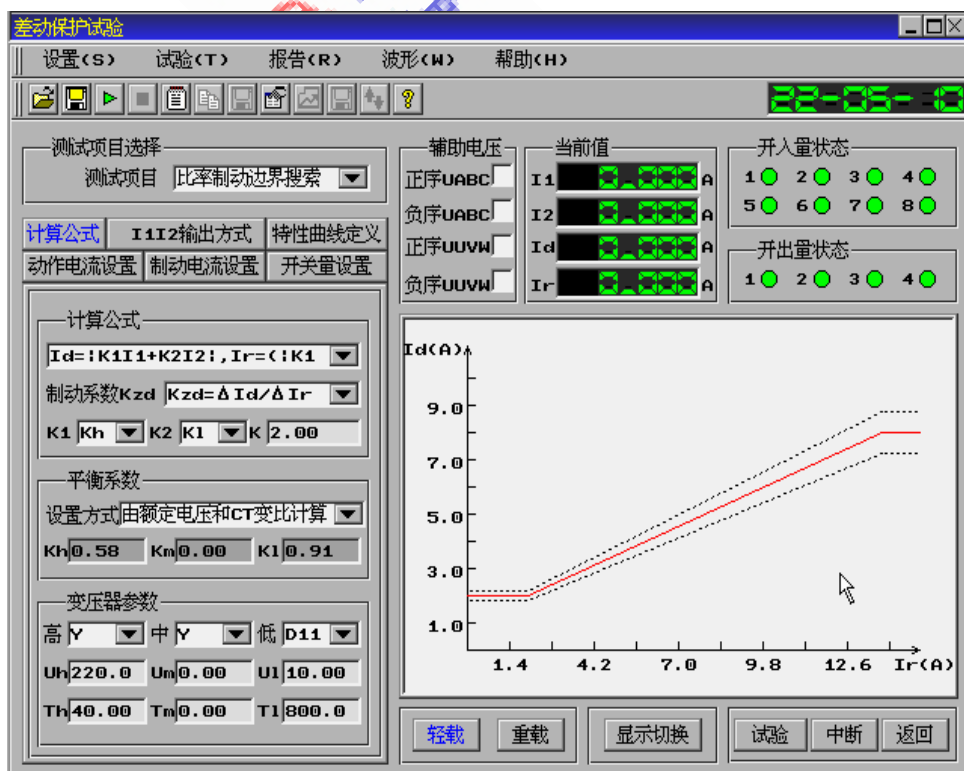 差动保护试验
设置(S) 试验(T) 报告(R) 波形(W) 帮助(H)
测试项目选择
测试项目 比率制动边界搜索
计算公式 I1I2输出方式 特性曲线定义
动作电流设置 制动电流设置 开关量设置
计算公式
Id=|K1I1+K2I2|,Ir=(|K1
制动系数Kzd Kzd=ΔId/ΔIr
K1 Kh K2 Kl K 2.00
平衡系数
设置方式 由额定电压和CT变比计算
Kh 0.58 Km 0.00 Kl 0.91
变压器参数
高 Y 中 Y 低 D11
Uh 220.0 Um 0.00 Ul 10.00
Th 40.00 Tm 0.00 Tl 800.0
辅助电压
正序UABC
负序UABC
正序UUVW
负序UUVW
当前值
I1 A
I2 A
Id A
Ir A
开入量状态
1 2 3 4
5 6 7 8
开出量状态
1 2 3 4
Id(A)
9.0
7.0
5.0
3.0
1.0
1.4 4.2 7.0 9.8 12.6 Ir(A)
轻载 重载 显示切换 试验 中断 返回